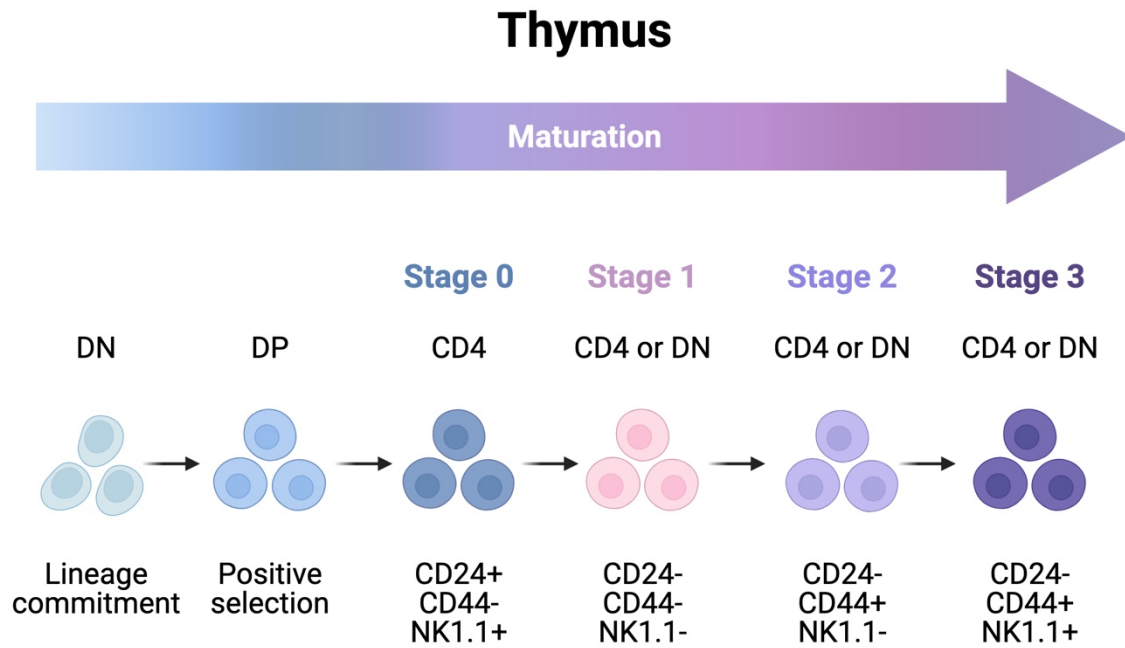 Thymus
Maturation
Stage 0
Stage 1
Stage 2
Stage 3
DN
DP
CD4
CD4 or DN
CD4 or DN
CD4 or DN
Lineage
commitment
Positive
selection
CD24+
CD44-
NK1.1+
CD24-
CD44-
NK1.1-
CD24-
CD44+
NK1.1-
CD24-
CD44+
NK1.1+